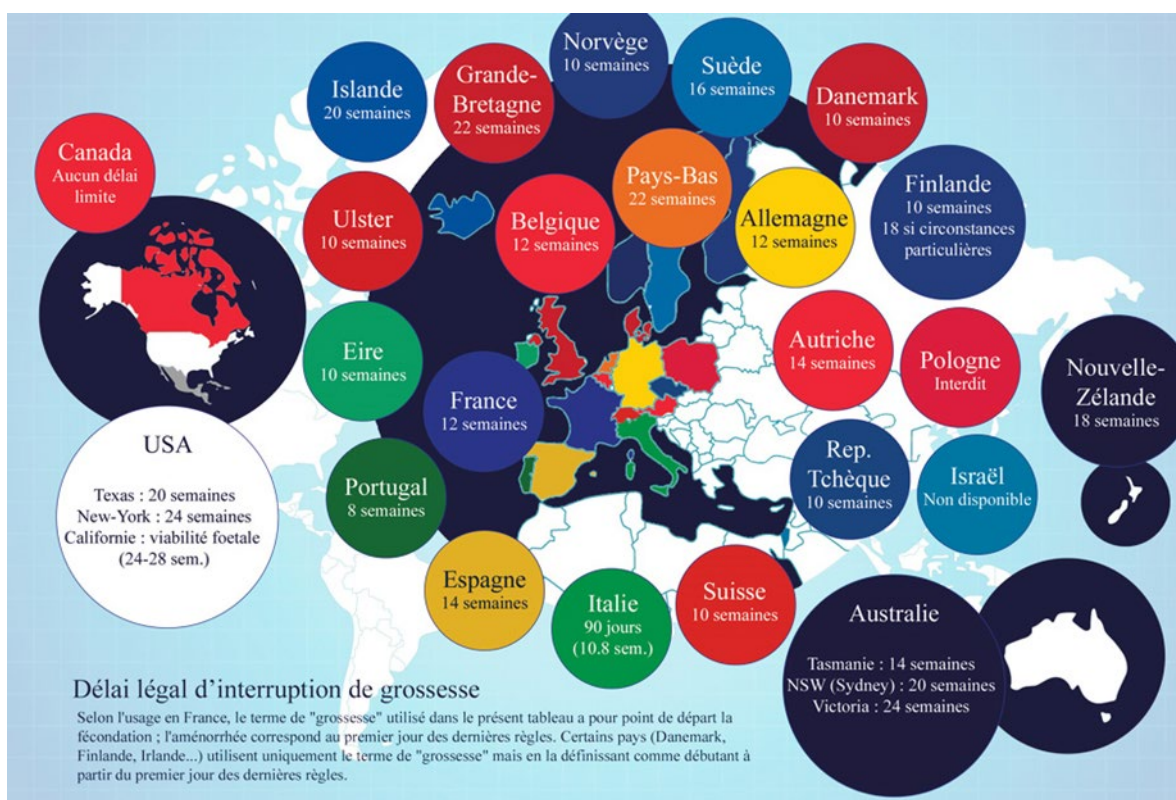 Norvège
10 semaines
Suède
16 semaines
Islande
20 semaines
Grande-
Bretagne
22 semaines
Danemark
10 semaines
Canada
Aucun délai
limite
Ulster
10 semaines
Belgique
12 semaines
Pays-Bas
22 semaines
Allemagne
12 semaines
Finlande
10 semaines
18 si circonstances
particulières
Eire
10 semaines
France
12 semaines
Autriche
14 semaines
Pologne
Interdit
Nouvelle-
Zélande
18 semaines
USA
Texas : 20 semaines
New-York : 24 semaines
Californie : viabilité foetale
(24-28 sem.)
Portugal
8 semaines
Rep.
Tchèque
10 semaines
Israël
Non disponible
Espagne
14 semaines
Italie
90 jours
(10.8 sem.)
Suisse
10 semaines
Australie
Tasmanie : 14 semaines
NSW (Sydney) : 20 semaines
Victoria : 24 semaines
Délai légal d'interruption de grossesse
Selon l'usage en France, le terme de "grossesse" utilisé dans le présent tableau a pour point de départ la
fécondation ; l'aménorrhée correspond au premier jour des dernières règles. Certains pays (Danemark,
Finlande, Irlande...) utilisent uniquement le terme de "grossesse" mais en la définissant comme débutant à
partir du premier jour des dernières règles.